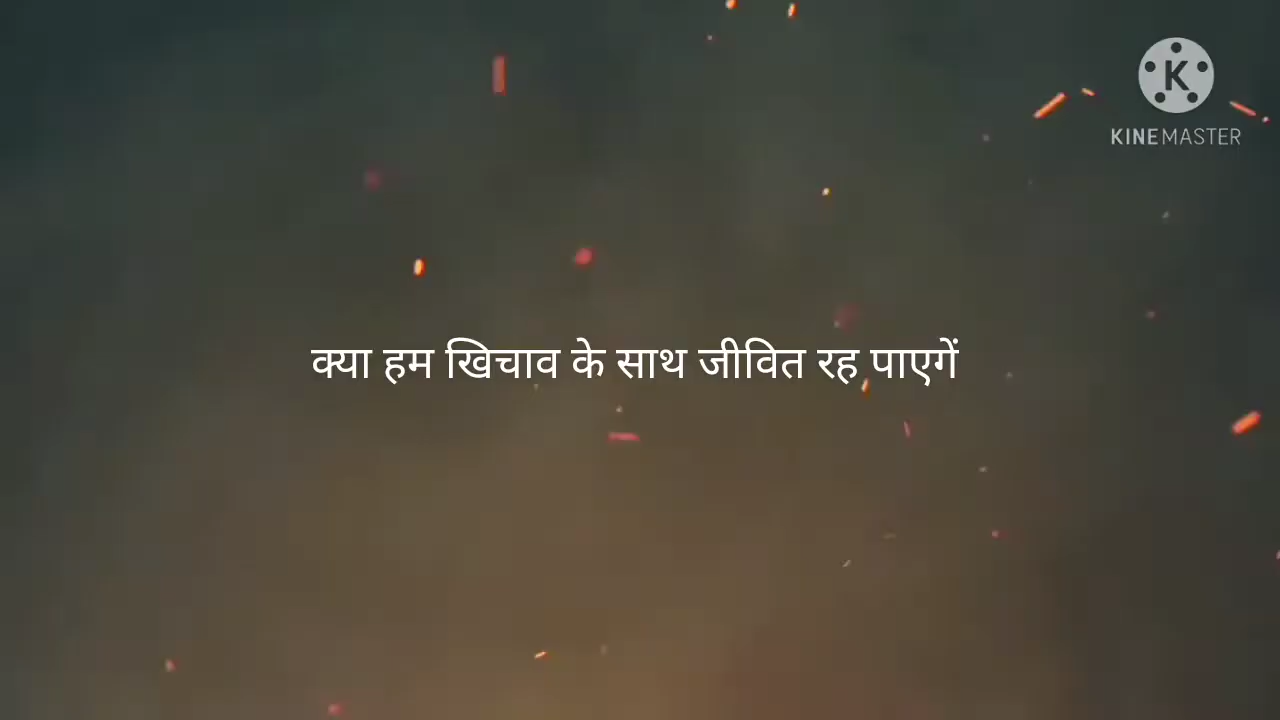 K
KINEMASTER
क्या हम खिचाव के साथ जीवित रह पाएगें